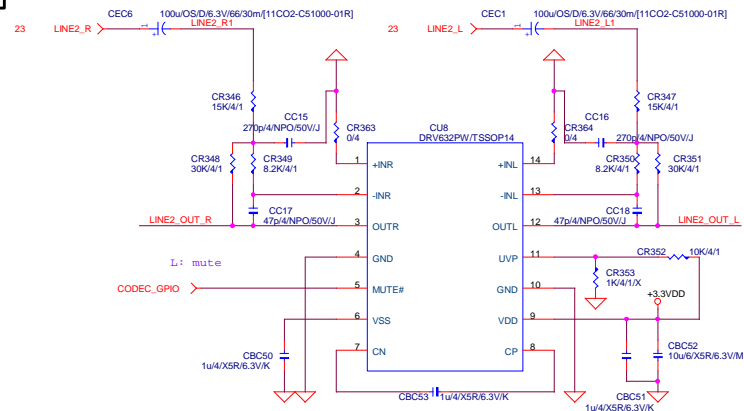 CEC6 100u/OS/D/6.3V/66/30m/[11CO2-C51000-01R] CEC1 100u/OS/D/6.3V/66/30m/[11CO2-C51000-01R]
23 LINE2_R LINE2_R1 23 LINE2_L LINE2_L1
+ +
CR346
15K/4/1
CR347
15K/4/1
CC15
270p/4/NPO/50V/J
CR363
0/4
CU8
DRV632PW/TSSOP14
CR364
0/4
CC16
270p/4/NPO/50V/J
CR348
30K/4/1
CR349
8.2K/4/1
CR350
8.2K/4/1
CR351
30K/4/1
1 +INR +INL 14
2 -INR -INL 13
CC17
47p/4/NPO/50V/J
CC18
47p/4/NPO/50V/J
LINE2_OUT_R 3 OUTR OUTL 12 LINE2_OUT_L
4 GND UVP 11
CR352 10K/4/1
L: mute
CR353
1K/4/1/X
CODEC_GPIO 5 MUTE# GND 10
+3.3VDD
6 VSS VDD 9
7 CN CP 8
CBC50
1u/4/X5R/6.3V/K
CBC52
10u/6/X5R/6.3V/M
CBC53 1u/4/X5R/6.3V/K
CBC51
1u/4/X5R/6.3V/K